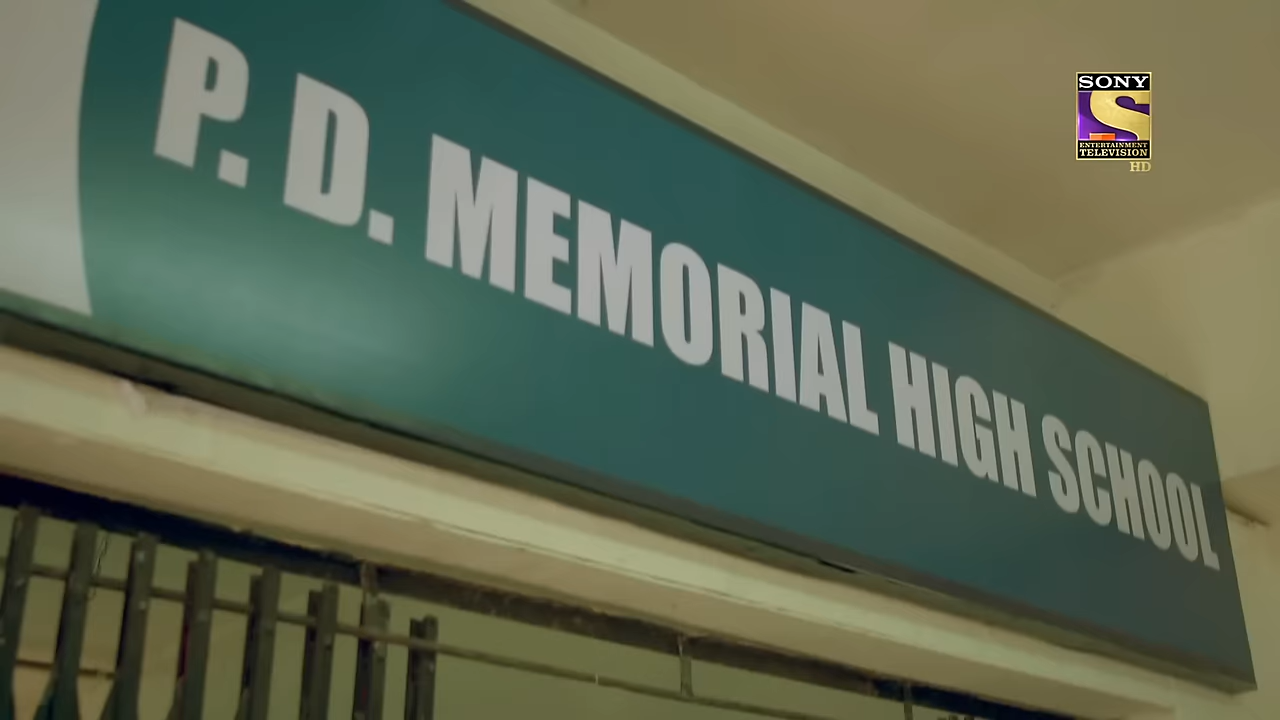 P. D. MEMORIAL HIGH SCHOOL
SONY
ENTERTAINMENT
TELEVISION
HD